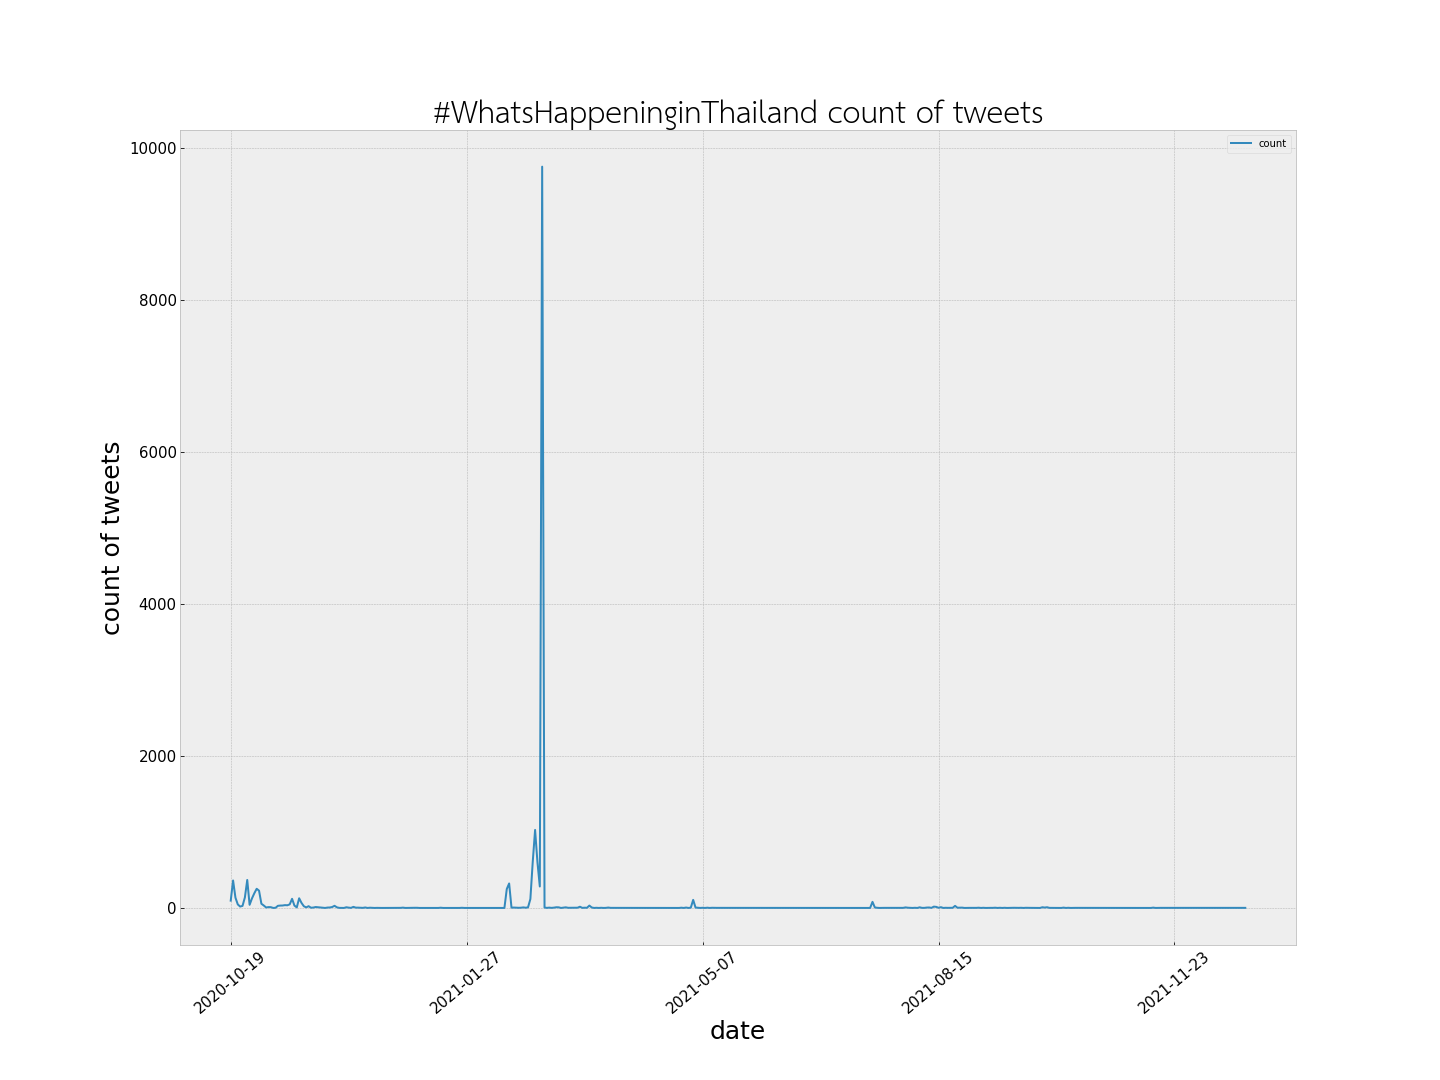 #WhatsHappeninginThailand count of tweets
count
10000
8000
6000
4000
2000
0
count of tweets
2020-10-19
2021-01-27
2021-05-07
2021-08-15
2021-11-23
date